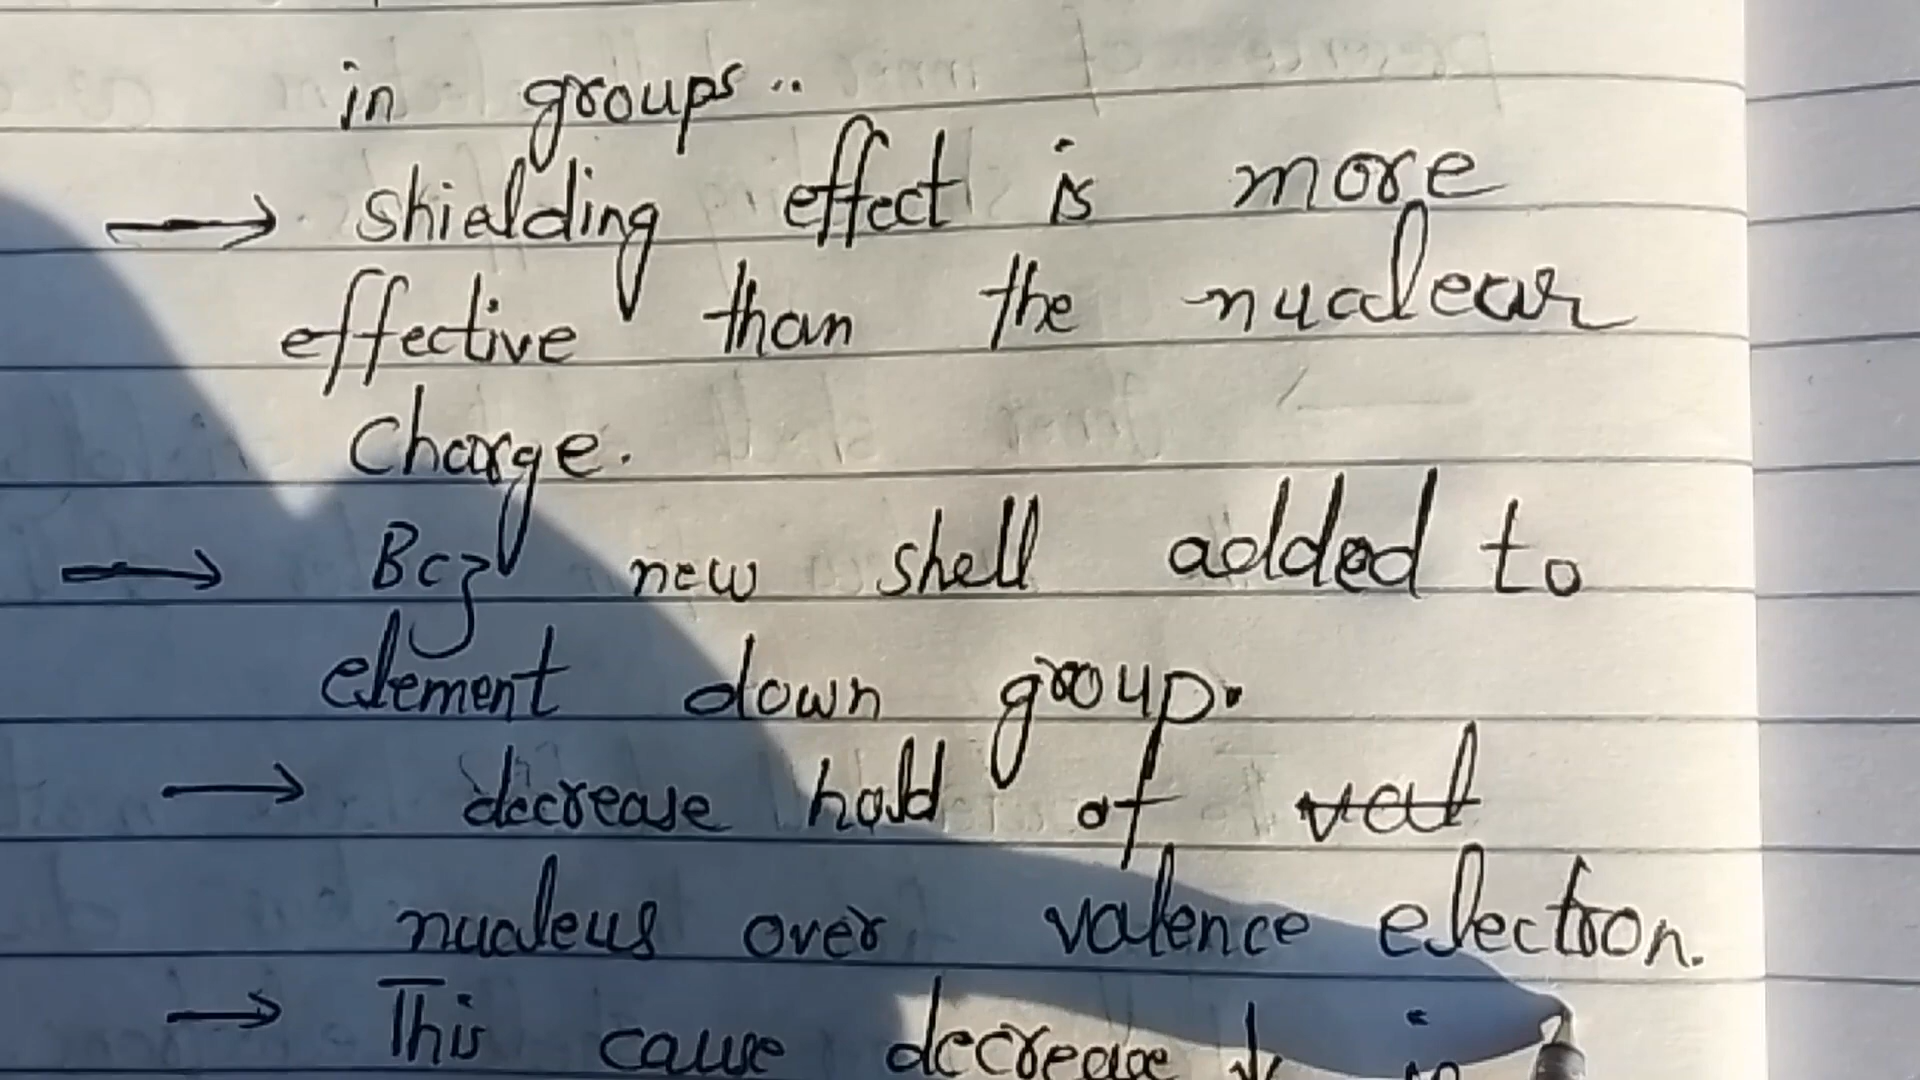 in groups..
→ shielding effect is more
effective than the nuclear
Charge.
→ Bcz new shell added to
element down group.
→ decrease hold of val
nucleus over valence electron.
→ This cause decrease ↓ in